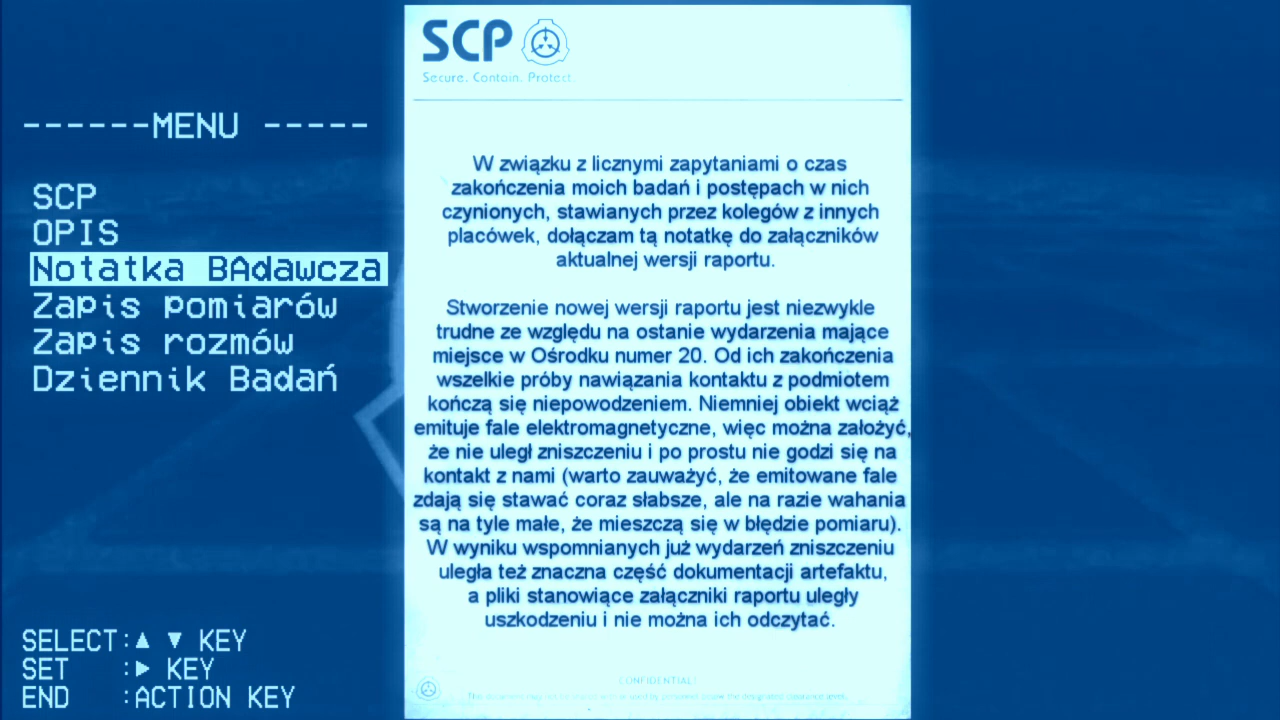 ------MENU -----
SCP
OPIS
Notatka BAdawcza
Zapis pomiarów
Zapis rozmów
Dziennik Badań
SELECT:▲ ▼ KEY
SET :► KEY
END :ACTION KEY
SCP
Secure. Contain. Protect.
W związku z licznymi zapytaniami o czas
zakończenia moich badań i postępach w nich
czynionych, stawianych przez kolegów z innych
placówek, dołączam tą notatkę do załączników
aktualnej wersji raportu.
Stworzenie nowej wersji raportu jest niezwykle
trudne ze względu na ostanie wydarzenia mające
miejsce w Ośrodku numer 20. Od ich zakończenia
wszelkie próby nawiązania kontaktu z podmiotem
kończą się niepowodzeniem. Niemniej obiekt wciąż
emituje fale elektromagnetyczne, więc można założyć,
że nie uległ zniszczeniu i po prostu nie godzi się na
kontakt z nami (warto zauważyć, że emitowane fale
zdają się stawać coraz słabsze, ale na razie wahania
są na tyle małe, że mieszczą się w błędzie pomiaru).
W wyniku wspomnianych już wydarzeń zniszczeniu
uległa też znaczna część dokumentacji artefaktu,
a pliki stanowiące załączniki raportu uległy
uszkodzeniu i nie można ich odczytać.
CONFIDENTIAL!